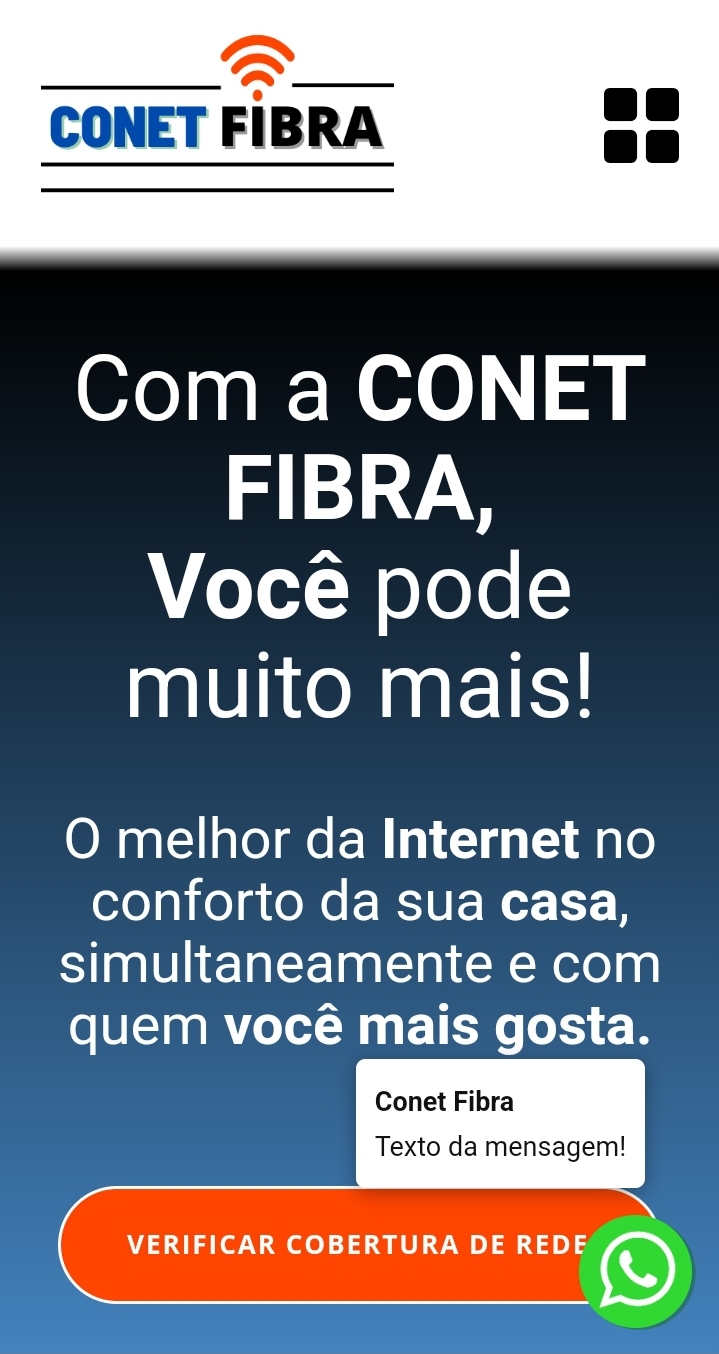 CONET FIBRA
Com a CONET
FIBRA,
Você pode
muito mais!
O melhor da Internet no
conforto da sua casa,
simultaneamente e com
quem você mais gosta.
Conet Fibra
Texto da mensagem!
VERIFICAR COBERTURA DE REDE